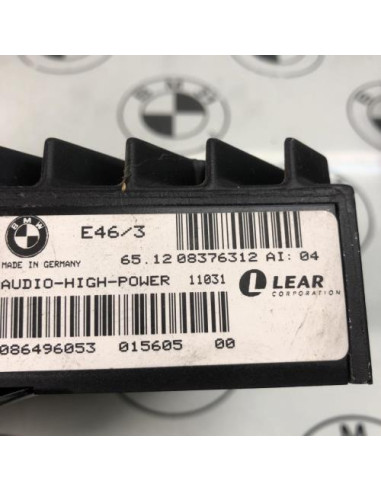 BMW
E46/3
MADE IN GERMANY
65.12 08376312 AI: 04
AUDIO-HIGH-POWER 11031
LEAR
CORPORATION
086496053 015605 00